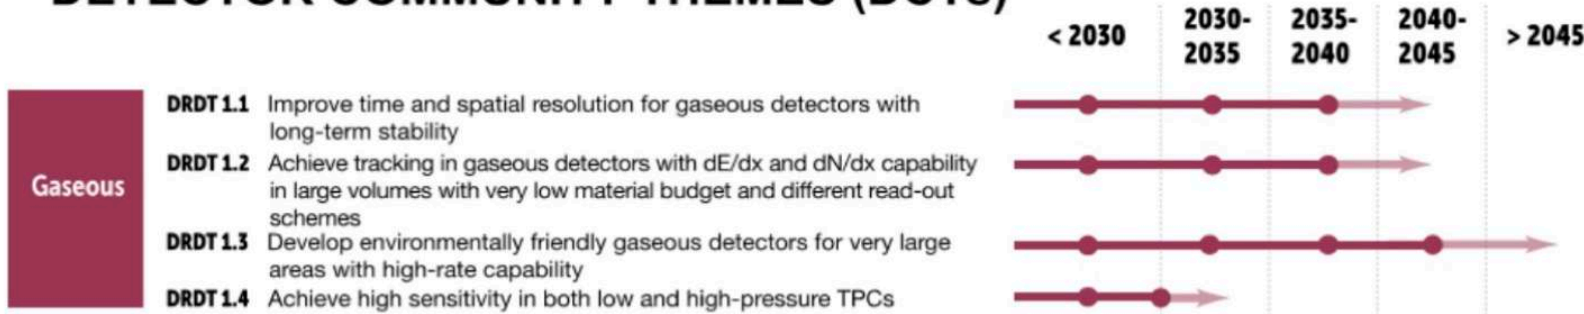 DETECTOR COMMUNITY THEMES (DCTs)
< 2030
2030-
2035
2035-
2040
2040-
2045
> 2045
Gaseous
DRDT 1.1 Improve time and spatial resolution for gaseous detectors with
long-term stability
DRDT 1.2 Achieve tracking in gaseous detectors with dE/dx and dN/dx capability
in large volumes with very low material budget and different read-out
schemes
DRDT 1.3 Develop environmentally friendly gaseous detectors for very large
areas with high-rate capability
DRDT 1.4 Achieve high sensitivity in both low and high-pressure TPCs